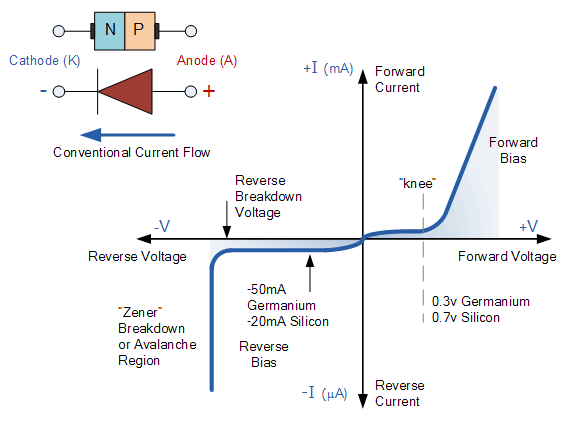 N P
Cathode (K)
Anode (A)
- +
Conventional Current Flow
+I (mA)
Forward
Current
Forward
Bias
"knee"
Reverse
Breakdown
Voltage
-V
+V
Reverse Voltage
Forward Voltage
-50mA
Germanium
-20mA Silicon
0.3v Germanium
0.7v Silicon
"Zener"
Breakdown
or Avalanche
Region
Reverse
Bias
-I (μA)
Reverse
Current